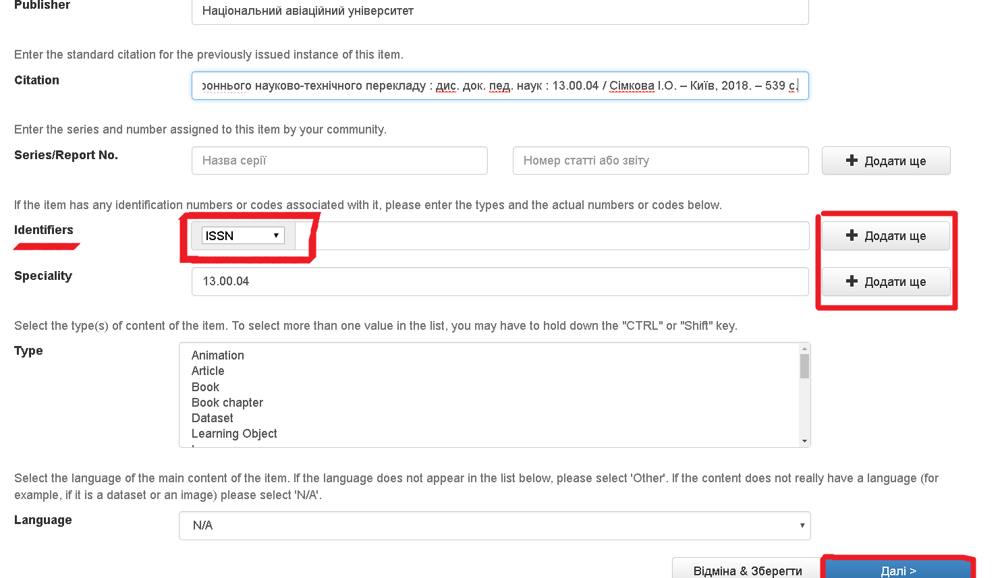 Publisher
Національний авіаційний університет
Enter the standard citation for the previously issued instance of this item.
Citation
роннього науково-технічного перекладу : дис. док. пед. наук : 13.00.04 / Сімкова І.О. – Київ, 2018. – 539 с.
Enter the series and number assigned to this item by your community.
Series/Report No.
Назва серії
Номер статті або звіту
Додати ще
If the item has any identification numbers or codes associated with it, please enter the types and the actual numbers or codes below.
Identifiers
ISSN
Додати ще
Speciality
13.00.04
Додати ще
Select the type(s) of content of the item. To select more than one value in the list, you may have to hold down the "CTRL" or "Shift" key.
Type
Animation
Article
Book
Book chapter
Dataset
Learning Object
Select the language of the main content of the item. If the language does not appear in the list below, please select 'Other'. If the content does not really have a language (for
example, if it is a dataset or an image) please select 'N/A'.
Language
N/A
Відміна & Зберегти
Далі >